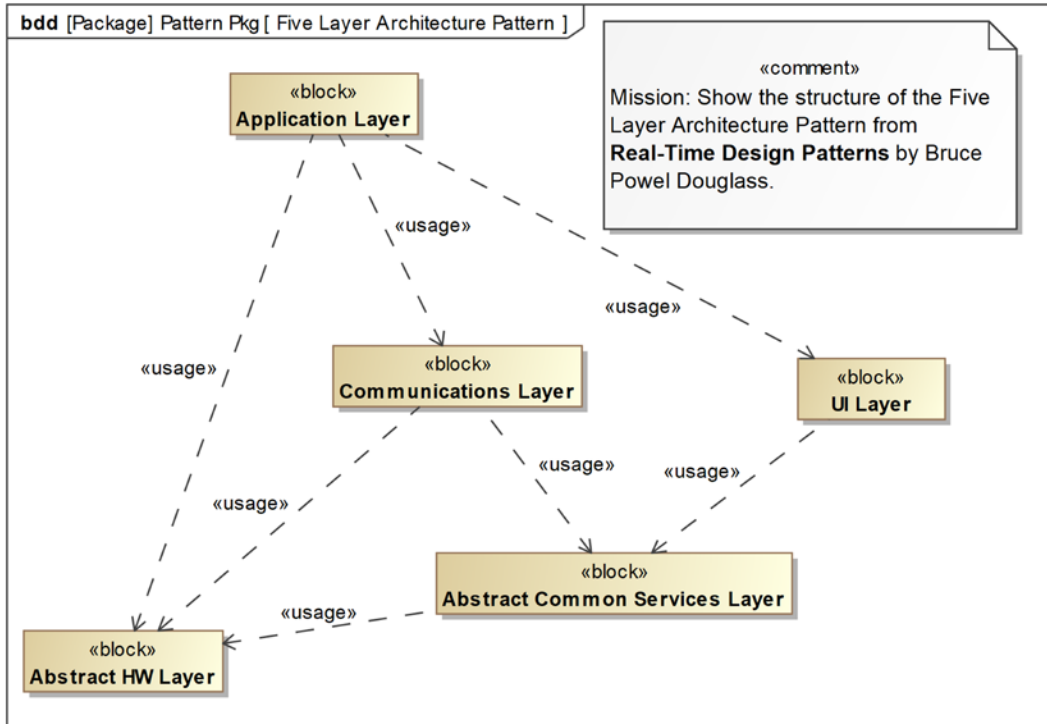 bdd [Package] Pattern Pkg [ Five Layer Architecture Pattern ]
«comment»
Mission: Show the structure of the Five
Layer Architecture Pattern from
Real-Time Design Patterns by Bruce
Powel Douglass.
«block»
Application Layer
«usage»
«usage»
«usage»
«block»
Communications Layer
«block»
UI Layer
«usage»
«usage»
«usage»
«block»
Abstract Common Services Layer
«usage»
«block»
Abstract HW Layer